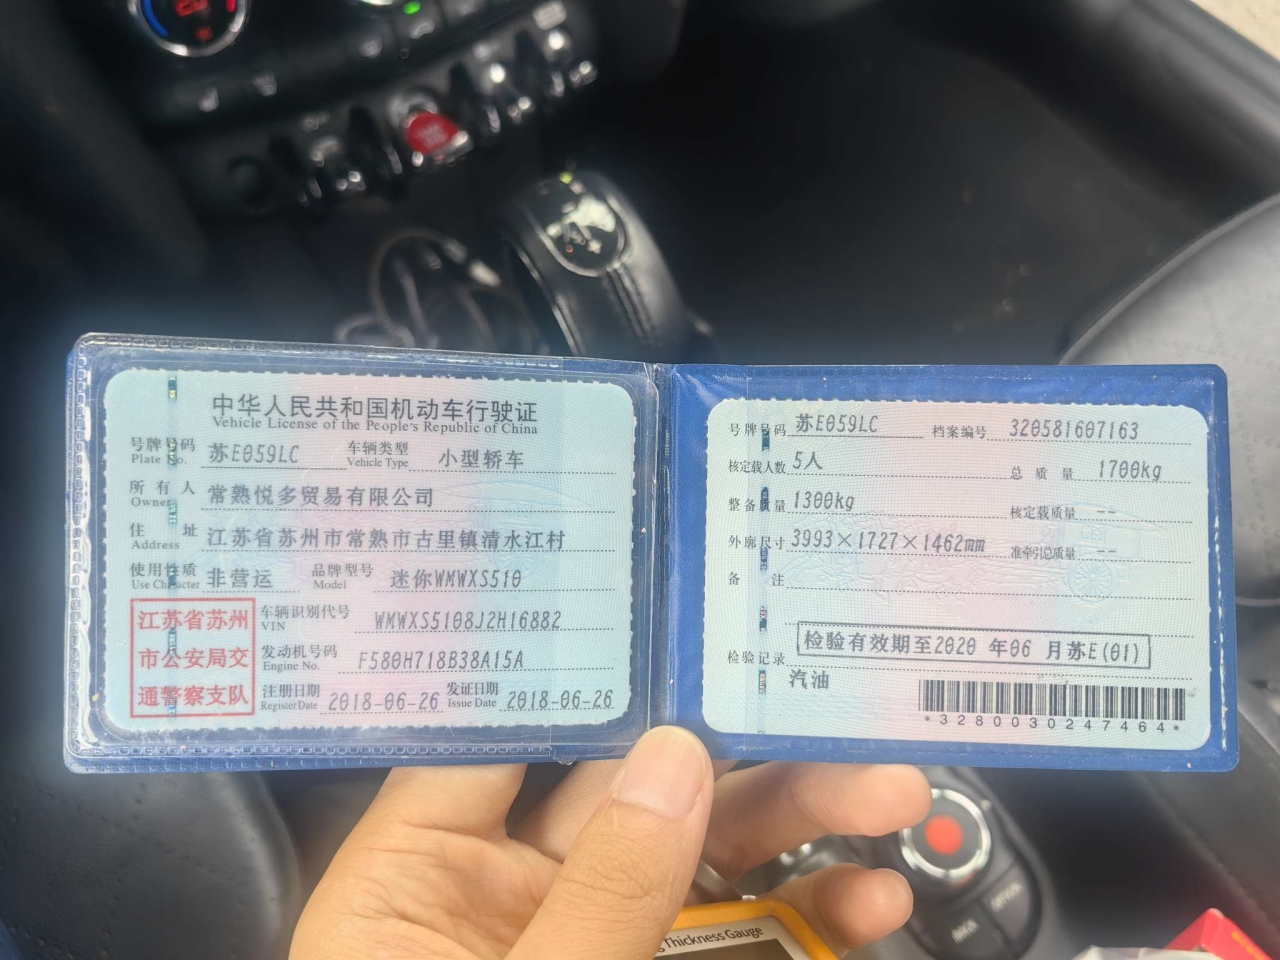 中华人民共和国机动车行驶证
Vehicle License of the People's Republic of China
号牌号码 苏E059LC 车辆类型 小型轿车
Plate No. Vehicle Type
所有人 常熟悦多贸易有限公司
Owner
住址 江苏省苏州市常熟市古里镇清水江村
Address
使用性质 非营运 品牌型号 迷你WMWXS510
Use Character Model
江苏省苏州
市公安局交
通警察支队
车辆识别代号 WMWXS5108J2H16882
VIN
发动机号码 F580H718B38A15A
Engine No.
注册日期 2018-06-26 发证日期 2018-06-26
Register Date Issue Date
号牌号码 苏E059LC 档案编号 320581607163
核定载人数 5人 总质量 1700kg
整备质量 1300kg 核定载质量 --
外廓尺寸 3993×1727×1462mm 准牵引总质量 --
备注
检验有效期至2020 年06 月苏E(01)
检验记录
汽油
*3280030247464*
Thickness Gauge
BACK
OPTION